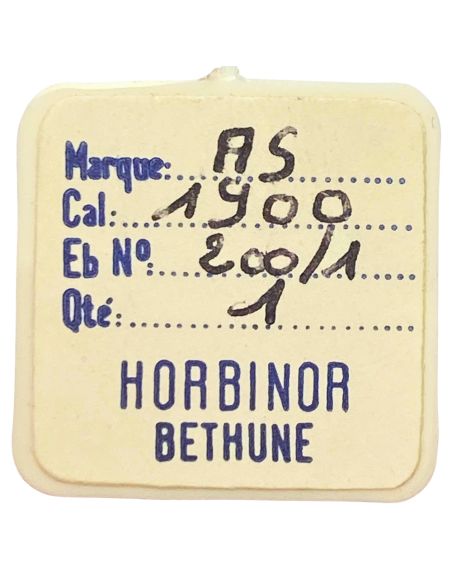 Marque: AS
Cal: 1900
Eb Nº: 200/1
Qté: 1
HORBINOR
BETHUNE